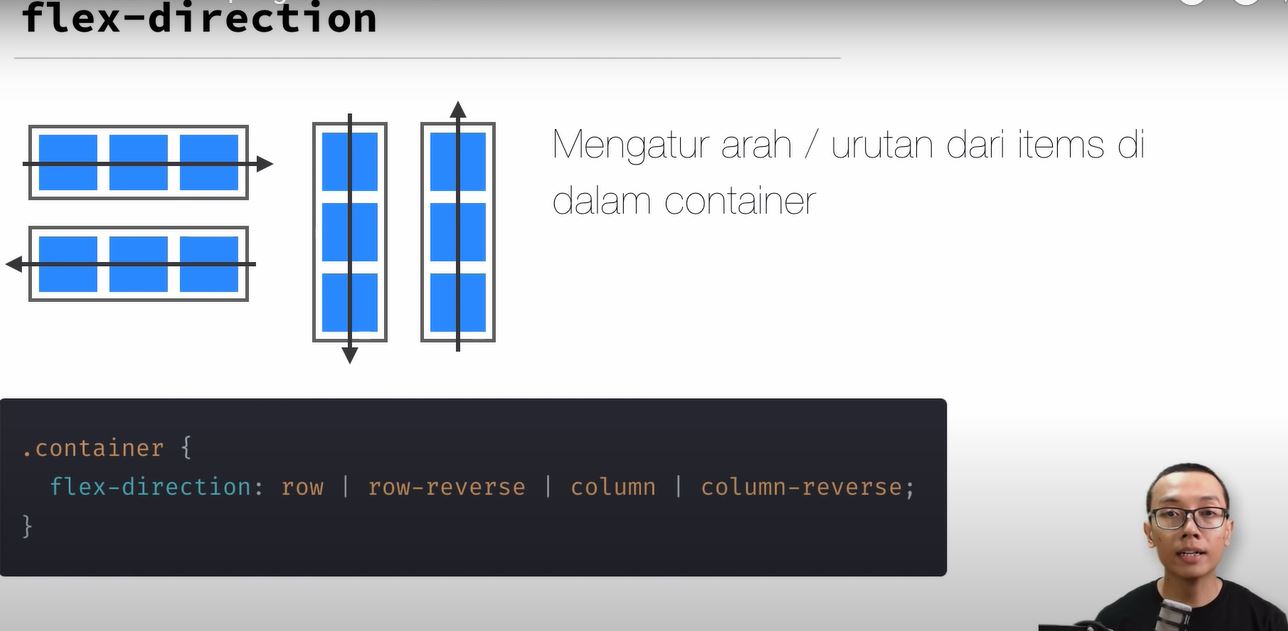 flex-direction
Mengatur arah / urutan dari items di
dalam container
.container {
flex-direction: row | row-reverse | column | column-reverse;
}